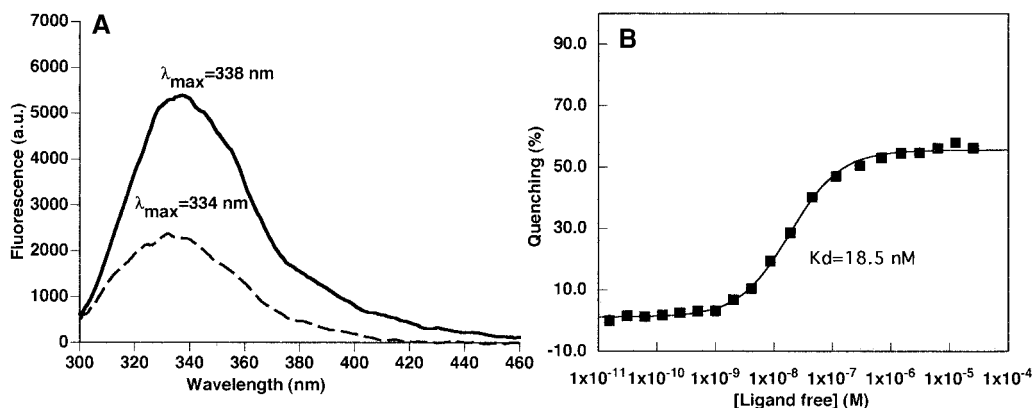 A
7000
6000
5000
4000
3000
2000
1000
0
Fluorescence (a.u.)
λmax=338 nm
λmax=334 nm
300 320 340 360 380 400 420 440 460
Wavelength (nm)
B
90.0
70.0
50.0
30.0
10.0
-10.0
Quenching (%)
Kd=18.5 nM
1x10-11 1x10-10 1x10-9 1x10-8 1x10-7 1x10-6 1x10-5 1x10-4
[Ligand free] (M)